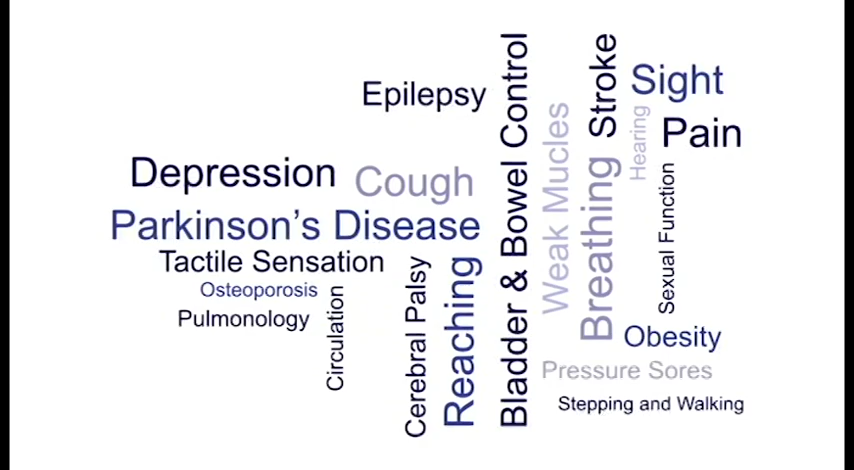 Epilepsy
Depression
Cough
Parkinson's Disease
Tactile Sensation
Osteoporosis
Pulmonology
Circulation
Cerebral Palsy
Reaching
Bladder & Bowel Control
Weak Mucles
Breathing
Stroke
Sight
Hearing
Pain
Sexual Function
Obesity
Pressure Sores
Stepping and Walking